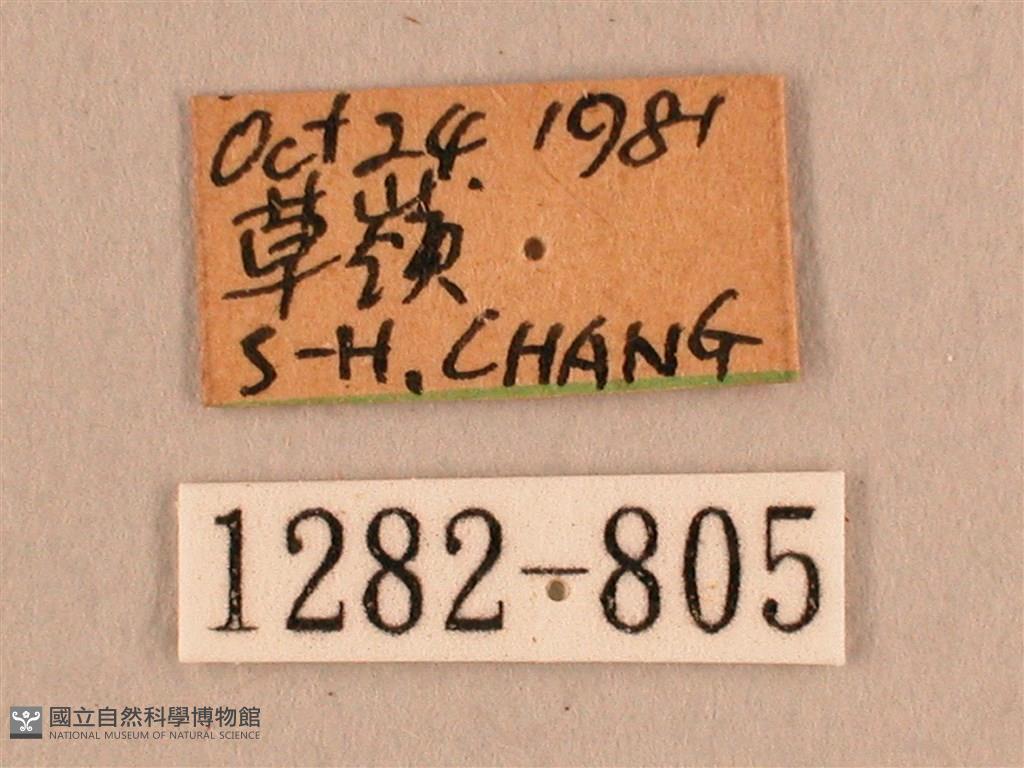 Oct 24. 1981
草嶺
S-H. CHANG
1282-805
國立自然科學博物館
NATIONAL MUSEUM OF NATURAL SCIENCE